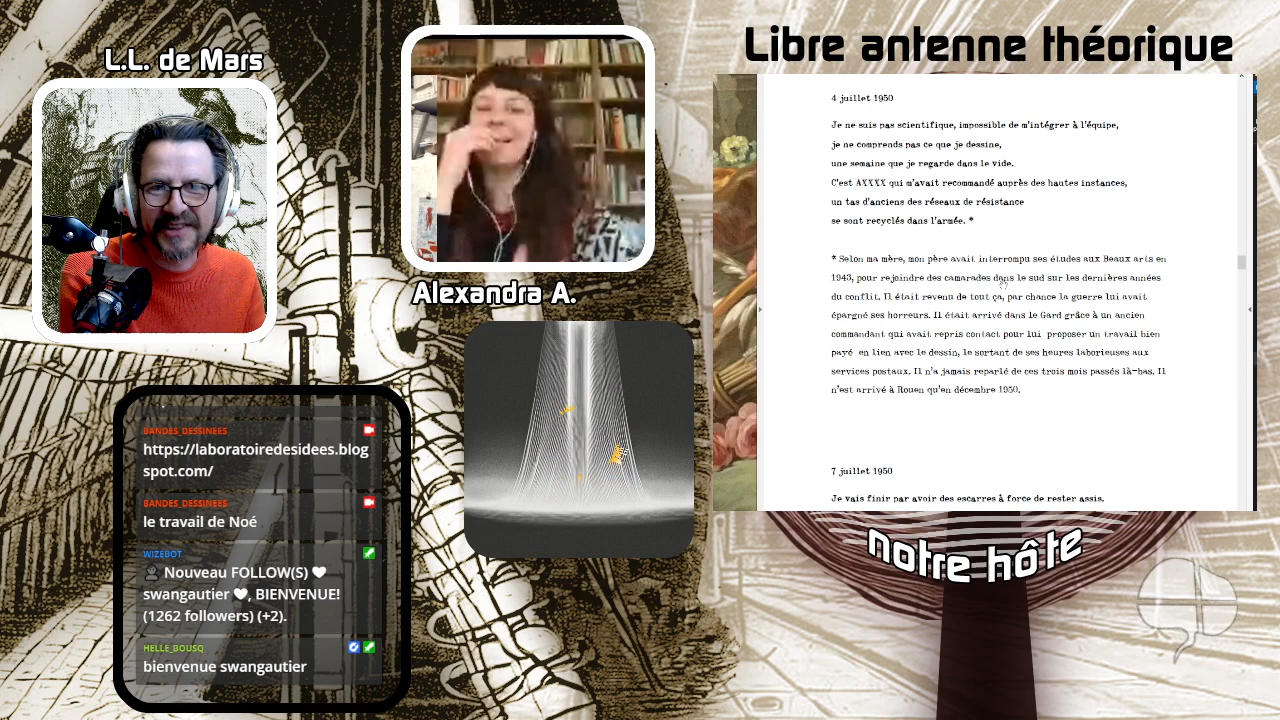 L.L. de Mars
Libre antenne théorique
Alexandra A.
4 juillet 1950
Je ne suis pas scientifique, impossible de m'intégrer à l'équipe,
je ne comprends pas ce que je dessine,
une semaine que je regarde dans le vide.
C'est AXXXX qui m'avait recommandé auprès des hautes instances,
un tas d'anciens des réseaux de résistance
se sont recyclés dans l'armée. *
* Selon ma mère, mon père avait interrompu ses études aux Beaux arts en
1943, pour rejoindre des camarades dans le sud sur les dernières années
du conflit. Il était revenu de tout ça, par chance la guerre lui avait
épargné ses horreurs. Il était arrivé dans le Gard grâce à un ancien
commandant qui avait repris contact pour lui proposer un travail bien
payé en lien avec le dessin, le sortant de ses heures laborieuses aux
services postaux. Il n'a jamais reparlé de ces trois mois passés là-bas. Il
n'est arrivé à Rouen qu'en décembre 1950.
7 juillet 1950
Je vais finir par avoir des escarres à force de rester assis.
BANDES_DESSINEES
https://laboratoiredesidees.blog
spot.com/
BANDES_DESSINEES
le travail de Noé
WIZEBOT
Nouveau FOLLOW(S) ♥
swangautier ♥, BIENVENUE!
(1262 followers) (+2).
HELLE_BOUSQ
bienvenue swangautier
notre hôte